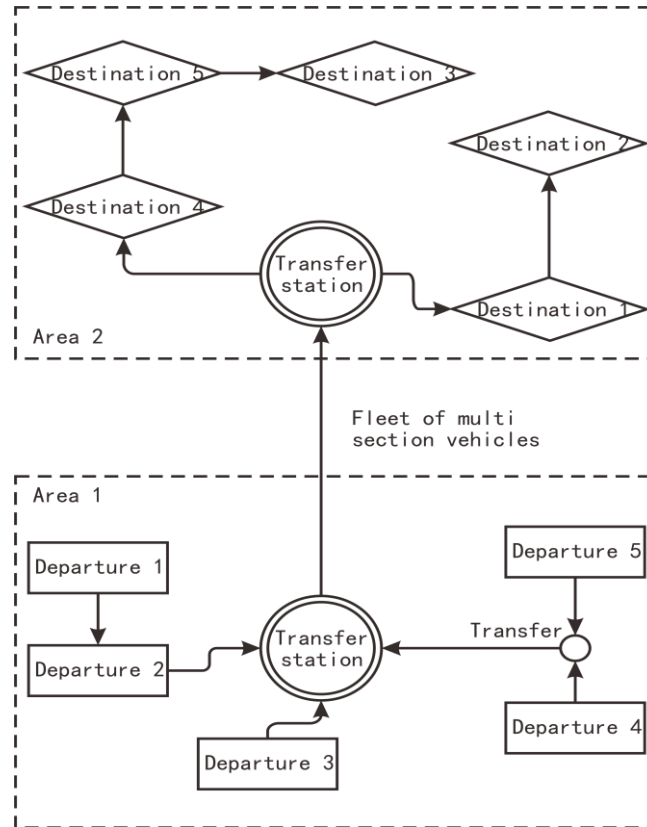 Destination 5
Destination 3
Destination 2
Destination 4
Transfer
station
Destination 1
Area 2
Fleet of multi
section vehicles
Area 1
Departure 1
Departure 5
Transfer
Departure 2
Transfer
station
Departure 4
Departure 3